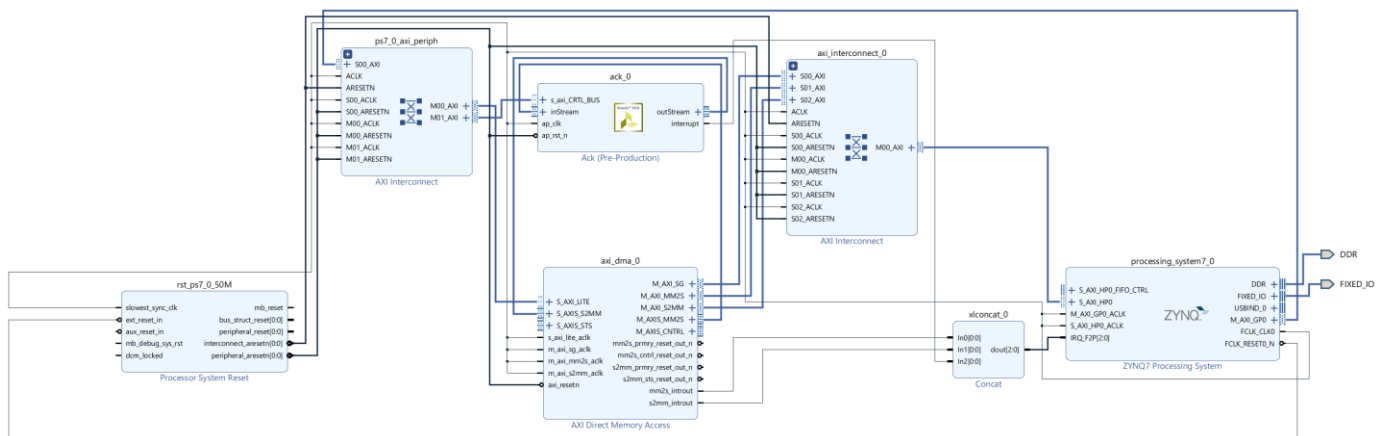 ps7_0_axi_periph
S00_AXI
ACLK
ARESETN
S00_ACLK
S00_ARESETN
M00_ACLK
M00_ARESETN
M01_ACLK
M01_ARESETN
M00_AXI
M01_AXI
AXI Interconnect
ack_0
s_axi_CRTL_BUS
inStream
ap_clk
ap_rst_n
outStream
interrupt
Ack (Pre-Production)
axi_interconnect_0
S00_AXI
S01_AXI
S02_AXI
ACLK
ARESETN
S00_ACLK
S00_ARESETN
M00_ACLK
M00_ARESETN
S01_ACLK
S01_ARESETN
S02_ACLK
S02_ARESETN
M00_AXI
AXI Interconnect
rst_ps7_0_50M
slowest_sync_clk
ext_reset_in
aux_reset_in
mb_debug_sys_rst
dcm_locked
mb_reset
bus_struct_reset[0:0]
peripheral_reset[0:0]
interconnect_aresetn[0:0]
peripheral_aresetn[0:0]
Processor System Reset
axi_dma_0
S_AXI_LITE
S_AXIS_S2MM
S_AXIS_STS
s_axi_lite_aclk
m_axi_sg_aclk
m_axi_mm2s_aclk
m_axi_s2mm_aclk
axi_resetn
M_AXI_SG
M_AXI_MM2S
M_AXI_S2MM
M_AXIS_MM2S
M_AXIS_CNTRL
mm2s_prmry_reset_out_n
mm2s_cntrl_reset_out_n
s2mm_prmry_reset_out_n
s2mm_sts_reset_out_n
mm2s_introut
s2mm_introut
AXI Direct Memory Access
xlconcat_0
In0[0:0]
In1[0:0]
In2[0:0]
dout[2:0]
Concat
processing_system7_0
S_AXI_HP0_FIFO_CTRL
S_AXI_HP0
M_AXI_GP0_ACLK
S_AXI_HP0_ACLK
IRQ_F2P[2:0]
ZYNQ
DDR
FIXED_IO
USBIND_0
M_AXI_GP0
FCLK_CLK0
FCLK_RESET0_N
ZYNQ7 Processing System
DDR
FIXED_IO